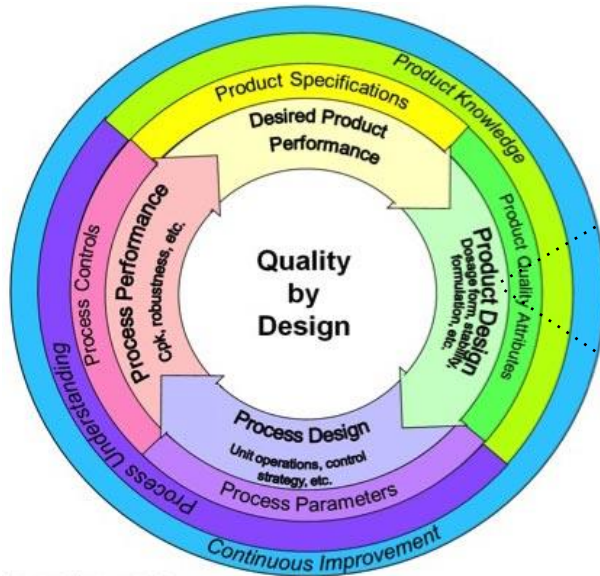 Product Knowledge
Product Specifications
Desired Product
Performance
Product Quality Attributes
Product Design
Dosage form, stability,
formulation, etc.
Quality
by
Design
Process Controls
Process Performance
Cpk, robustness, etc.
Process Design
Unit operations, control
strategy, etc.
Process Parameters
Process Understanding
Continuous Improvement